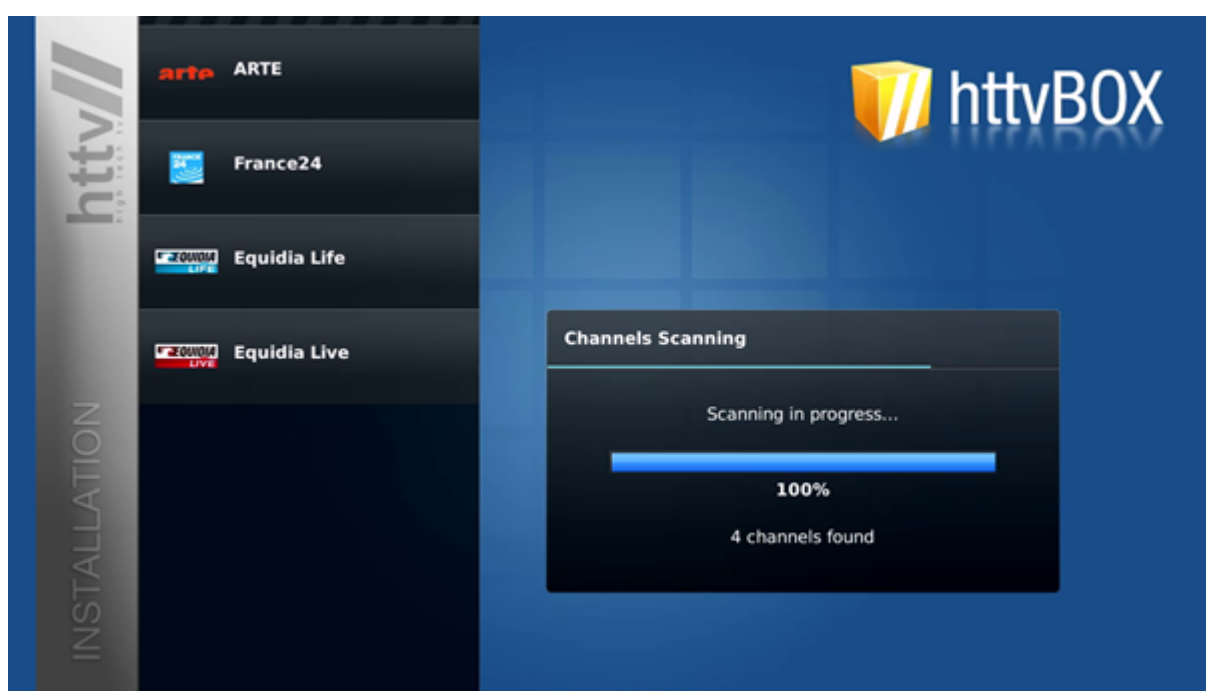 httv
high tech tv
INSTALLATION
arte ARTE
FRANCE
24
France24
EQUIDIA
LIFE
Equidia Life
EQUIDIA
LIVE
Equidia Live
httvBOX
Channels Scanning
Scanning in progress...
100%
4 channels found